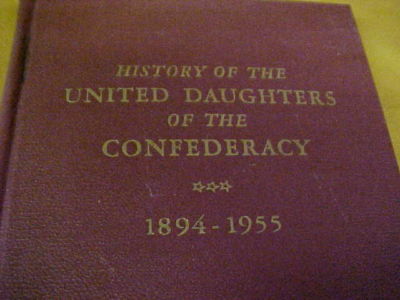 HISTORY OF THE
UNITED DAUGHTERS
OF THE
CONFEDERACY
☆☆☆
1894-1955